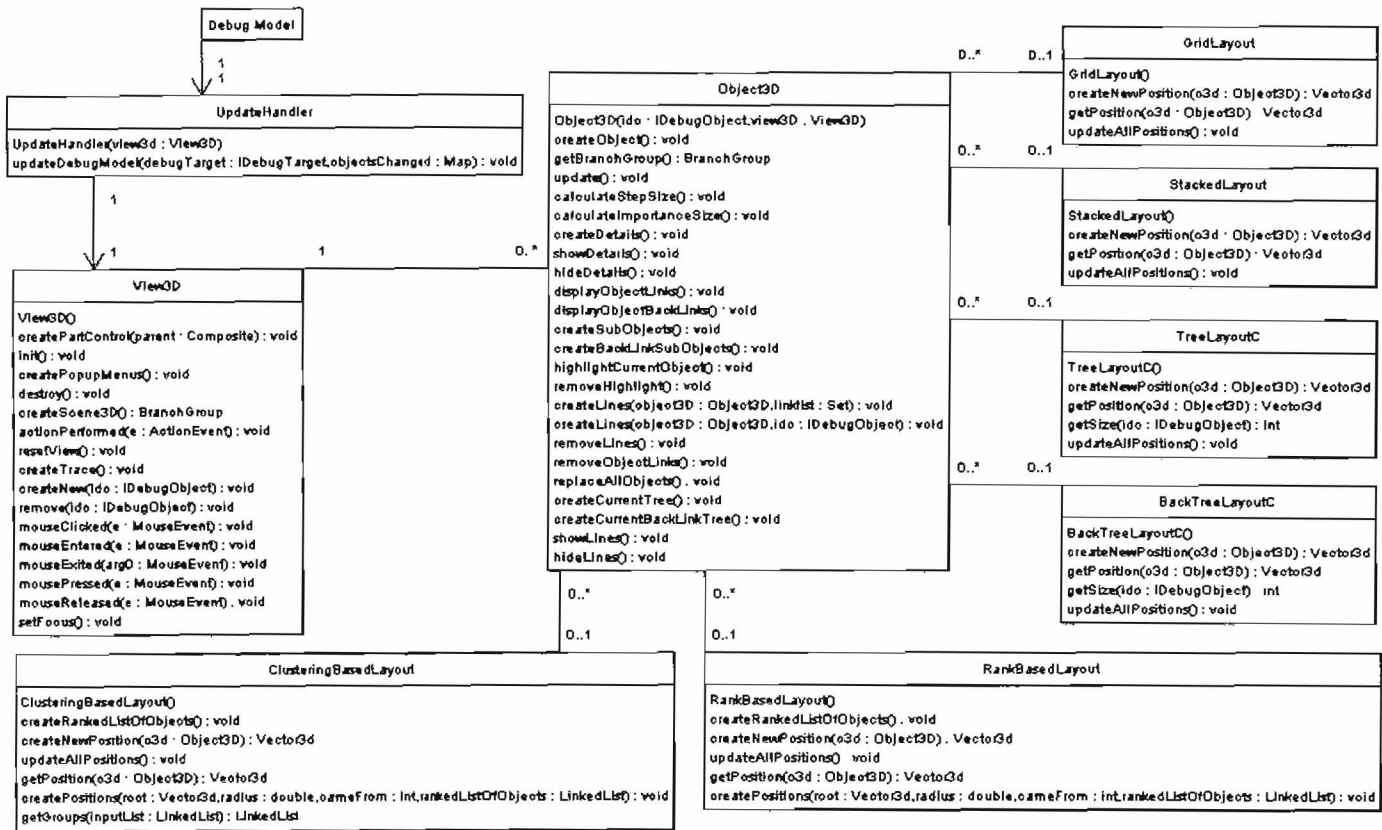 Debug Model
1
1
UpdateHandler
UpdateHandler(view3d : View3D)
updateDebugModel(debugTarget : IDebugTarget,objectsChanged : Map) : void
1
1
View3D
View3D()
createPartControl(parent : Composite) : void
init() : void
createPopupMenus() : void
destroy() : void
createScene3D() : BranchGroup
actionPerformed(e : ActionEvent) : void
resetView() : void
createTrace() : void
createNew(ido : IDebugObject) : void
remove(ido : IDebugObject) : void
mouseClicked(e : MouseEvent) : void
mouseEntered(e : MouseEvent) : void
mouseExited(arg0 : MouseEvent) : void
mousePressed(e : MouseEvent) : void
mouseReleased(e : MouseEvent) : void
setFocus() : void
1
0..*
Object3D
Object3D(ido : IDebugObject,view3D : View3D)
createObject() : void
getBranchGroup() : BranchGroup
update() : void
calculateStepSize() : void
calculateImportanceSize() : void
createDetails() : void
showDetails() : void
hideDetails() : void
displayObjectLinks() : void
displayObjectBackLinks() : void
createSubObjects() : void
createBackLinkSubObjects() : void
highlightCurrentObject() : void
removeHighlight() : void
createLines(object3D : Object3D,linklist : Set) : void
createLines(object3D : Object3D,ido : IDebugObject) : void
removeLines() : void
removeObjectLinks() : void
replaceAllObjects() : void
createCurrentTree() : void
createCurrentBackLinkTree() : void
showLines() : void
hideLines() : void
0..*
0..1
GridLayout
GridLayout()
createNewPosition(o3d : Object3D) : Vector3d
getPosition(o3d : Object3D) Vector3d
updateAllPositions() : void
0..*
0..1
StackedLayout
StackedLayout()
createNewPosition(o3d : Object3D) : Vector3d
getPosition(o3d : Object3D) : Vector3d
updateAllPositions() : void
0..*
0..1
TreeLayoutC
TreeLayoutC()
createNewPosition(o3d : Object3D) : Vector3d
getPosition(o3d : Object3D) : Vector3d
getSize(ido : IDebugObject) : int
updateAllPositions() : void
0..*
0..1
BackTreeLayoutC
BackTreeLayoutC()
createNewPosition(o3d : Object3D) : Vector3d
getPosition(o3d : Object3D) : Vector3d
getSize(ido : IDebugObject) int
updateAllPositions() : void
0..*
0..1
ClusteringBasedLayout
ClusteringBasedLayout()
createRankedListOfObjects() : void
createNewPosition(o3d : Object3D) : Vector3d
updateAllPositions() : void
getPosition(o3d : Object3D) : Vector3d
createPositions(root : Vector3d,radius : double,cameFrom : int,rankedListOfObjects : LinkedList) : void
getGroups(inputList : LinkedList) : LinkedList
0..*
0..1
RankBasedLayout
RankBasedLayout()
createRankedListOfObjects() : void
createNewPosition(o3d : Object3D) : Vector3d
updateAllPositions() void
getPosition(o3d : Object3D) : Vector3d
createPositions(root : Vector3d,radius : double,cameFrom : int,rankedListOfObjects : LinkedList) : void